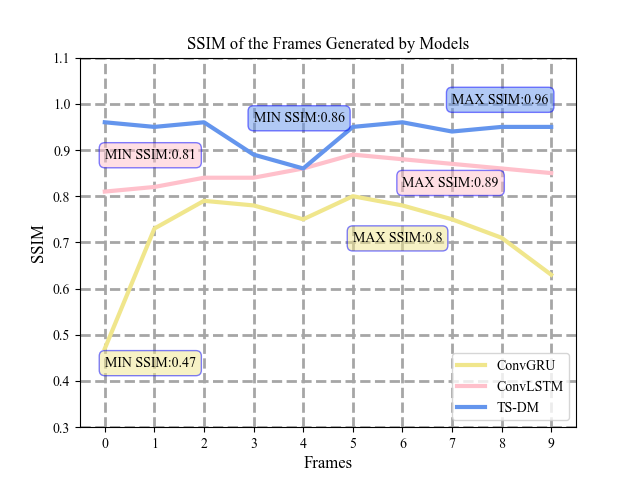 SSIM of the Frames Generated by Models
1.1
1.0
0.9
0.8
0.7
0.6
0.5
0.4
0.3
SSIM
MAX SSIM:0.96
MIN SSIM:0.86
MIN SSIM:0.81
MAX SSIM:0.89
MAX SSIM:0.8
MIN SSIM:0.47
ConvGRU
ConvLSTM
TS-DM
0 1 2 3 4 5 6 7 8 9
Frames